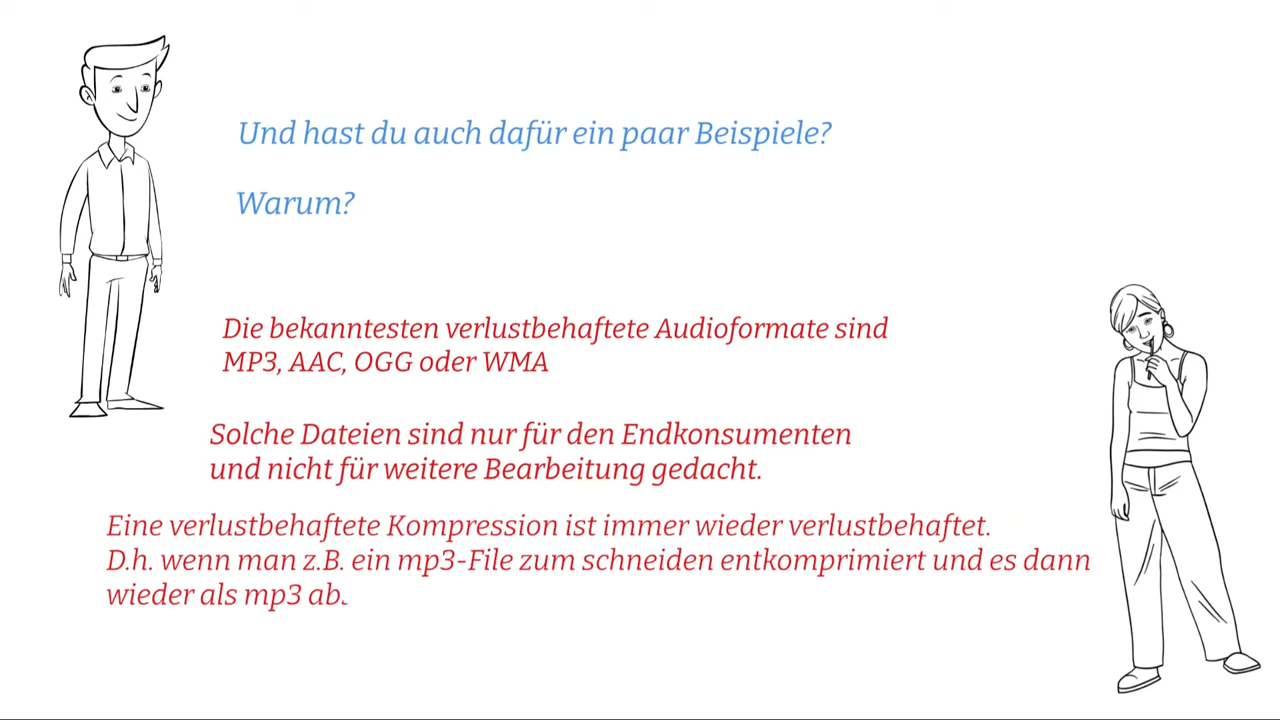 Und hast du auch dafür ein paar Beispiele?
Warum?
Die bekanntesten verlustbehaftete Audioformate sind
MP3, AAC, OGG oder WMA
Solche Dateien sind nur für den Endkonsumenten
und nicht für weitere Bearbeitung gedacht.
Eine verlustbehaftete Kompression ist immer wieder verlustbehaftet.
D.h. wenn man z.B. ein mp3-File zum schneiden entkomprimiert und es dann
wieder als mp3 ab